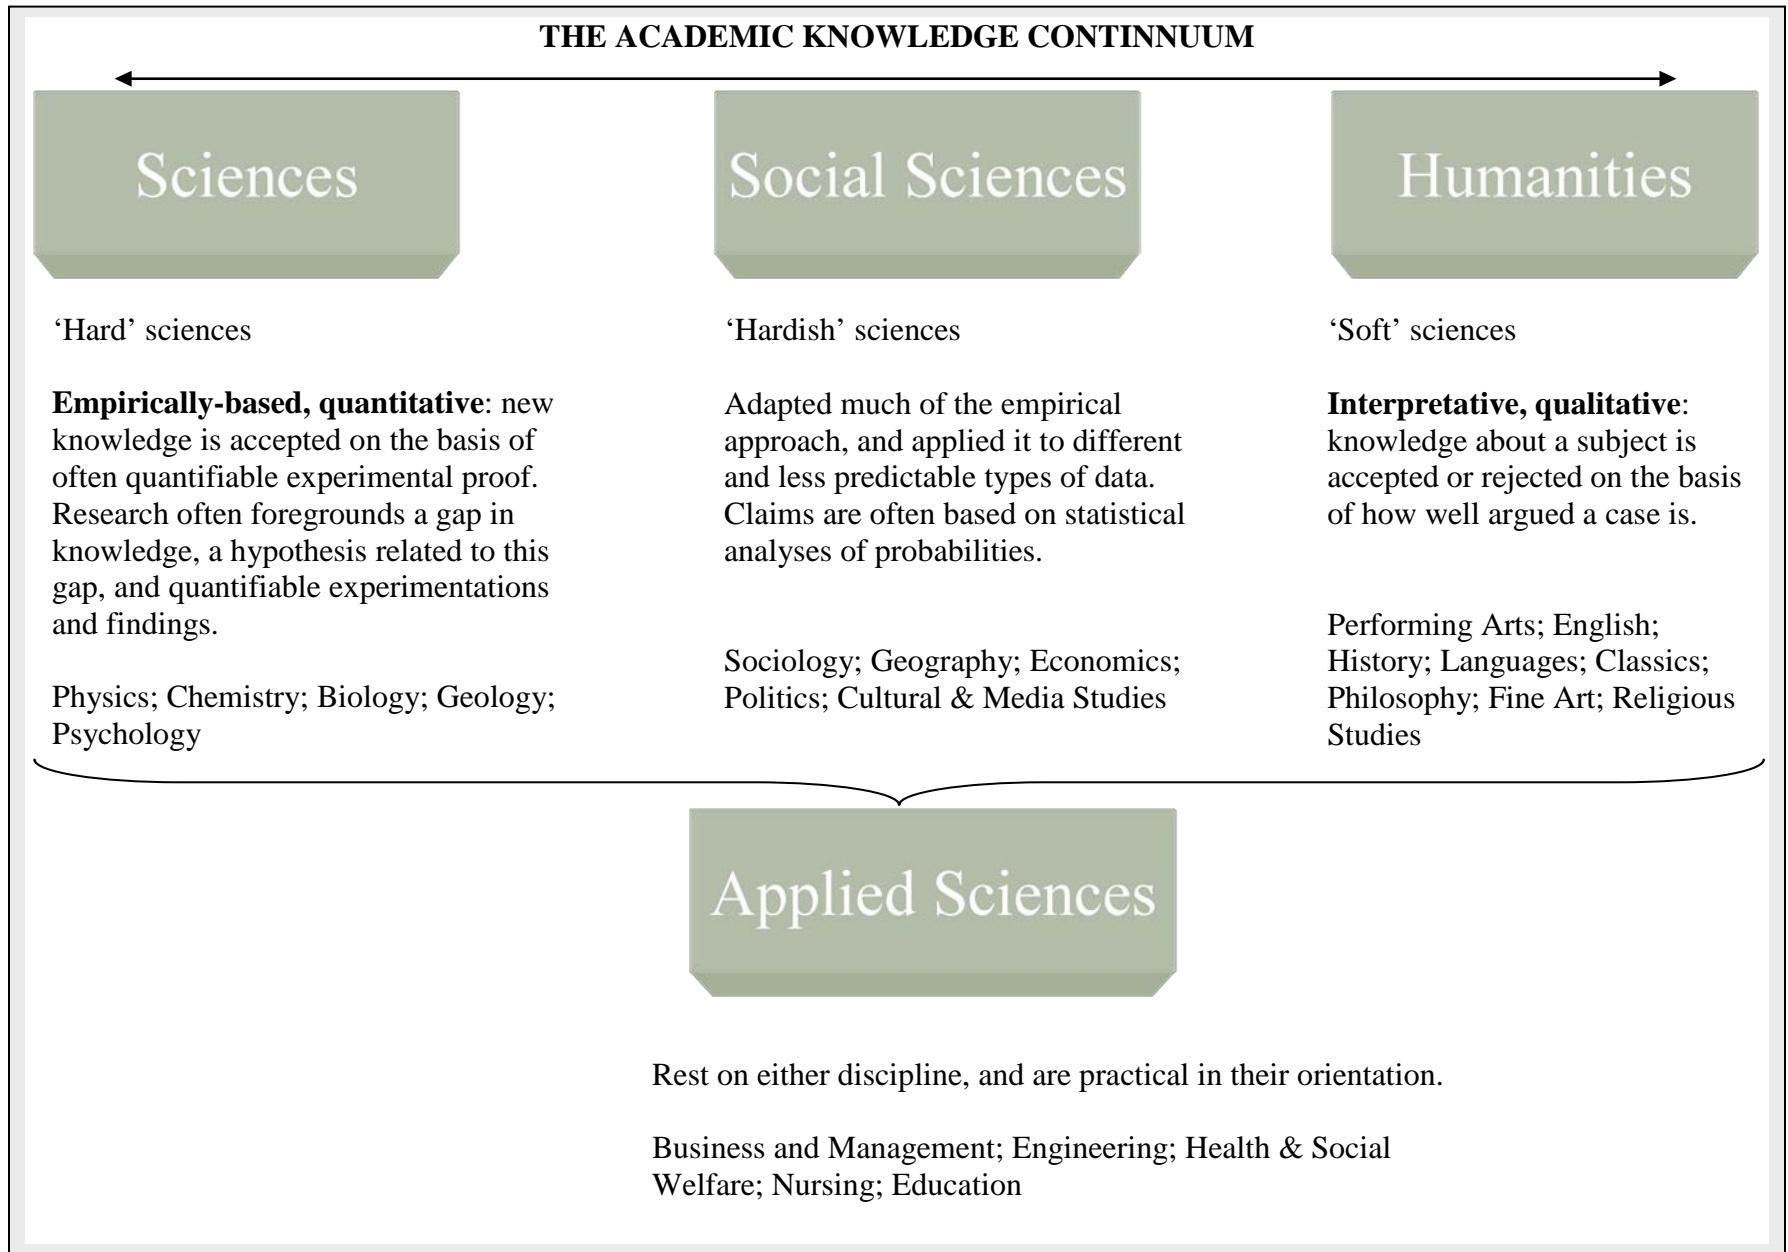 THE ACADEMIC KNOWLEDGE CONTINNUUM
Sciences
‘Hard’ sciences
Empirically-based, quantitative: new
knowledge is accepted on the basis of
often quantifiable experimental proof.
Research often foregrounds a gap in
knowledge, a hypothesis related to this
gap, and quantifiable experimentations
and findings.
Physics; Chemistry; Biology; Geology;
Psychology
Social Sciences
‘Hardish’ sciences
Adapted much of the empirical
approach, and applied it to different
and less predictable types of data.
Claims are often based on statistical
analyses of probabilities.
Sociology; Geography; Economics;
Politics; Cultural & Media Studies
Humanities
‘Soft’ sciences
Interpretative, qualitative:
knowledge about a subject is
accepted or rejected on the basis
of how well argued a case is.
Performing Arts; English;
History; Languages; Classics;
Philosophy; Fine Art; Religious
Studies
Applied Sciences
Rest on either discipline, and are practical in their orientation.
Business and Management; Engineering; Health & Social
Welfare; Nursing; Education